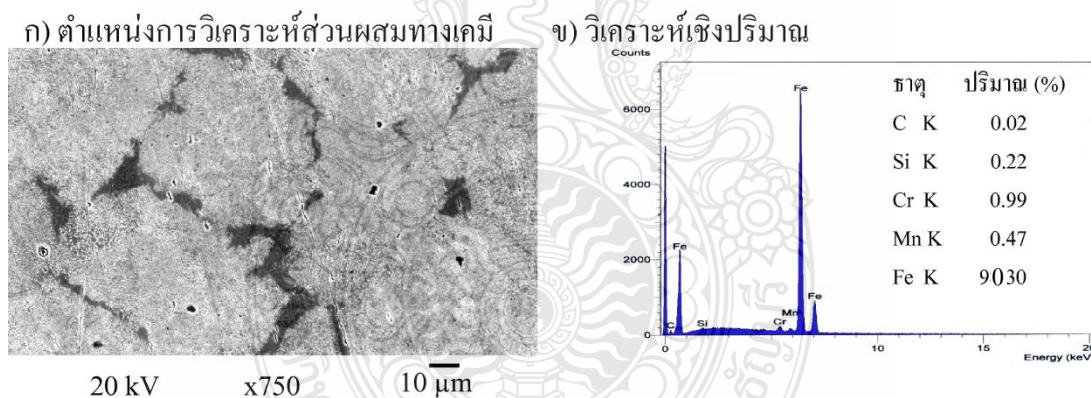 ก) ตำแหน่งการวิเคราะห์ส่วนผสมทางเคมี
ข) วิเคราะห์เชิงปริมาณ
Counts
6000
4000
2000
0
Fe
Fe
C
Si
Cr
Mn
Fe
0
10
15
20
Energy (keV
ธาตุ ปริมาณ (%)
C K 0.02
Si K 0.22
Cr K 0.99
Mn K 0.47
Fe K 9030
20 kV x750 10 μm